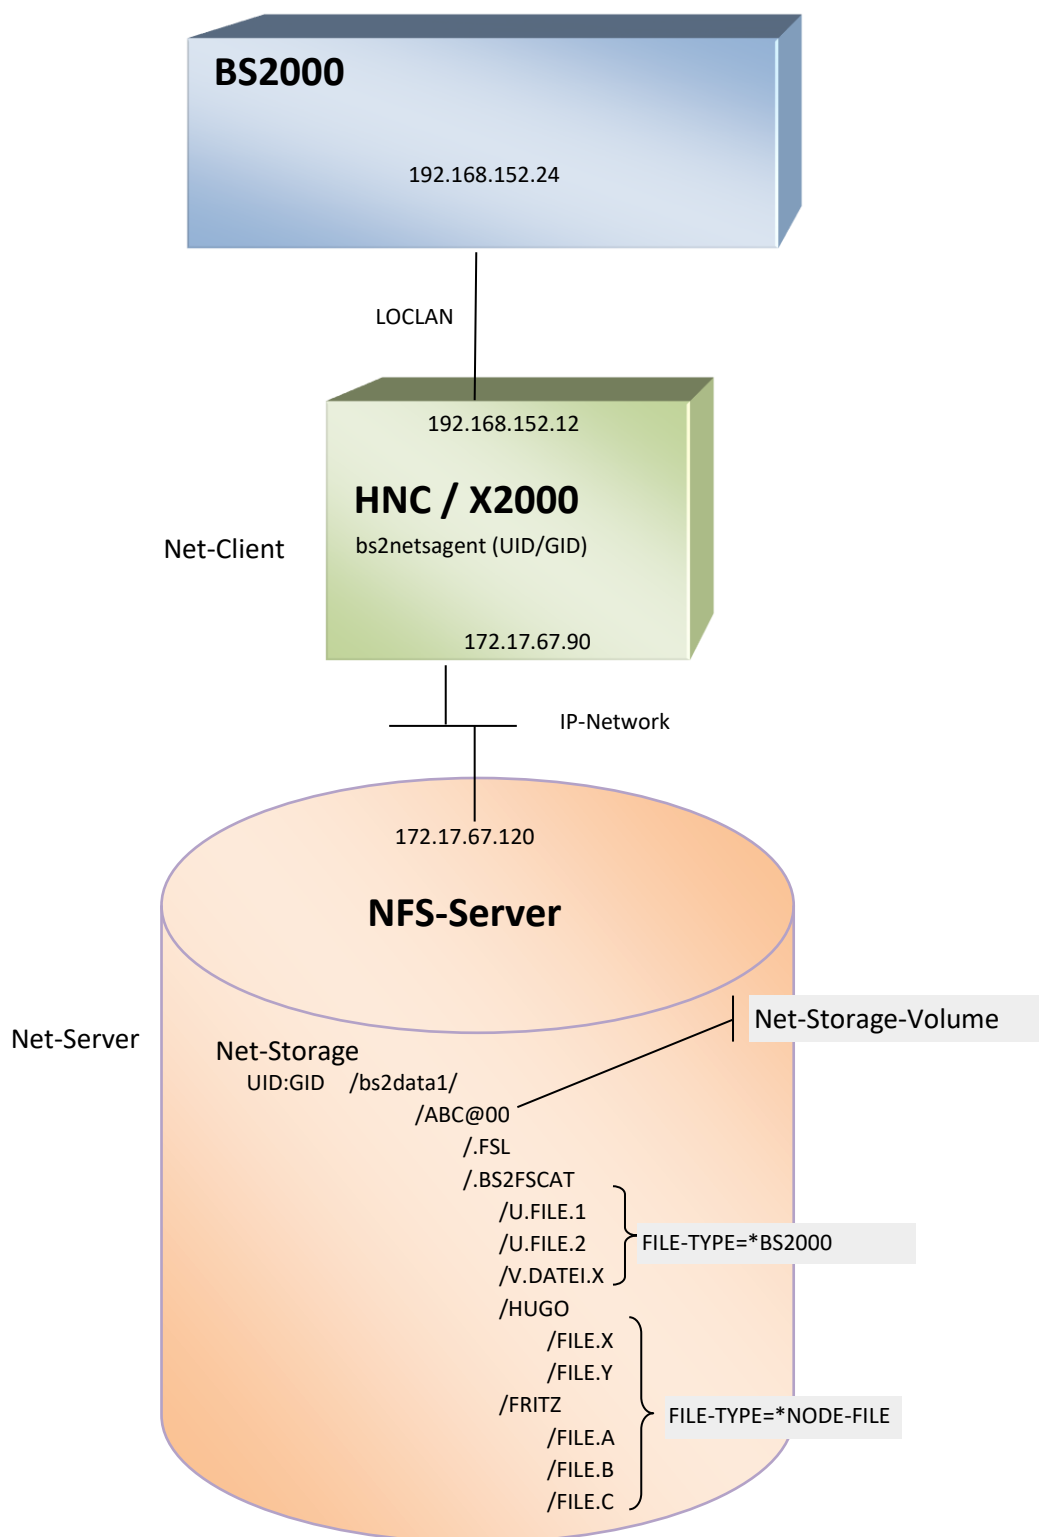 BS2000
192.168.152.24
LOCLAN
192.168.152.12
HNC / X2000
Net-Client
bs2netsagent (UID/GID)
172.17.67.90
IP-Network
172.17.67.120
NFS-Server
Net-Storage-Volume
Net-Server
Net-Storage
UID:GID /bs2data1/
/ABC@00
/.FSL
/.BS2FSCAT
/U.FILE.1
/U.FILE.2
FILE-TYPE=*BS2000
/V.DATEI.X
/HUGO
/FILE.X
/FILE.Y
/FRITZ
FILE-TYPE=*NODE-FILE
/FILE.A
/FILE.B
/FILE.C